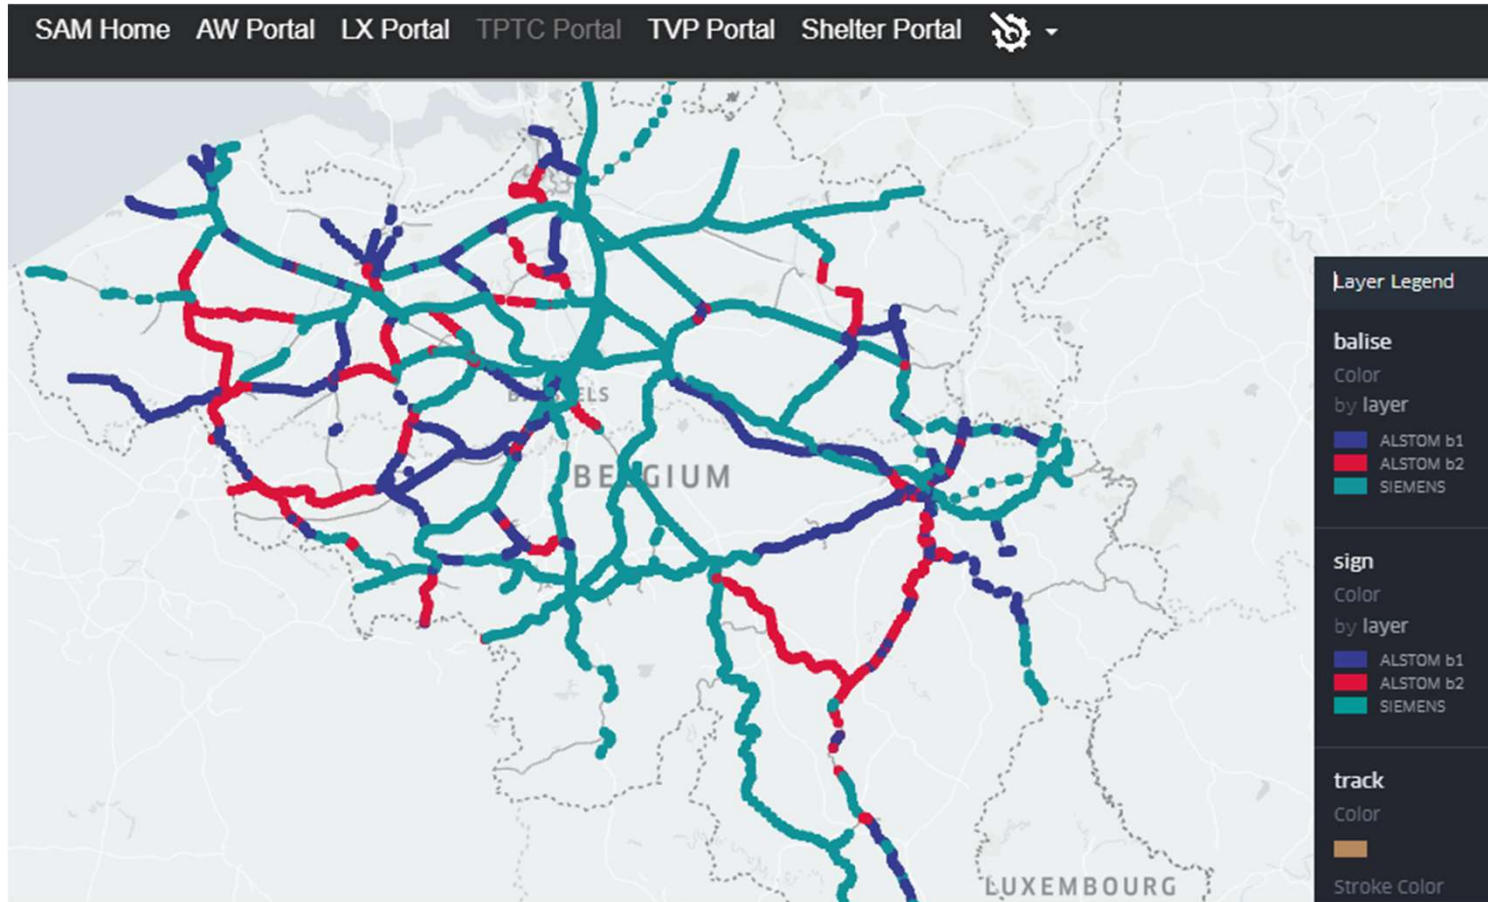 SAM Home AW Portal LX Portal TPTC Portal TVP Portal Shelter Portal
Layer Legend
balise
Color
by layer
ALSTOM b1
ALSTOM b2
SIEMENS
BELGIUM
sign
Color
by layer
ALSTOM b1
ALSTOM b2
SIEMENS
track
Color
Stroke Color
LUXEMBOURG